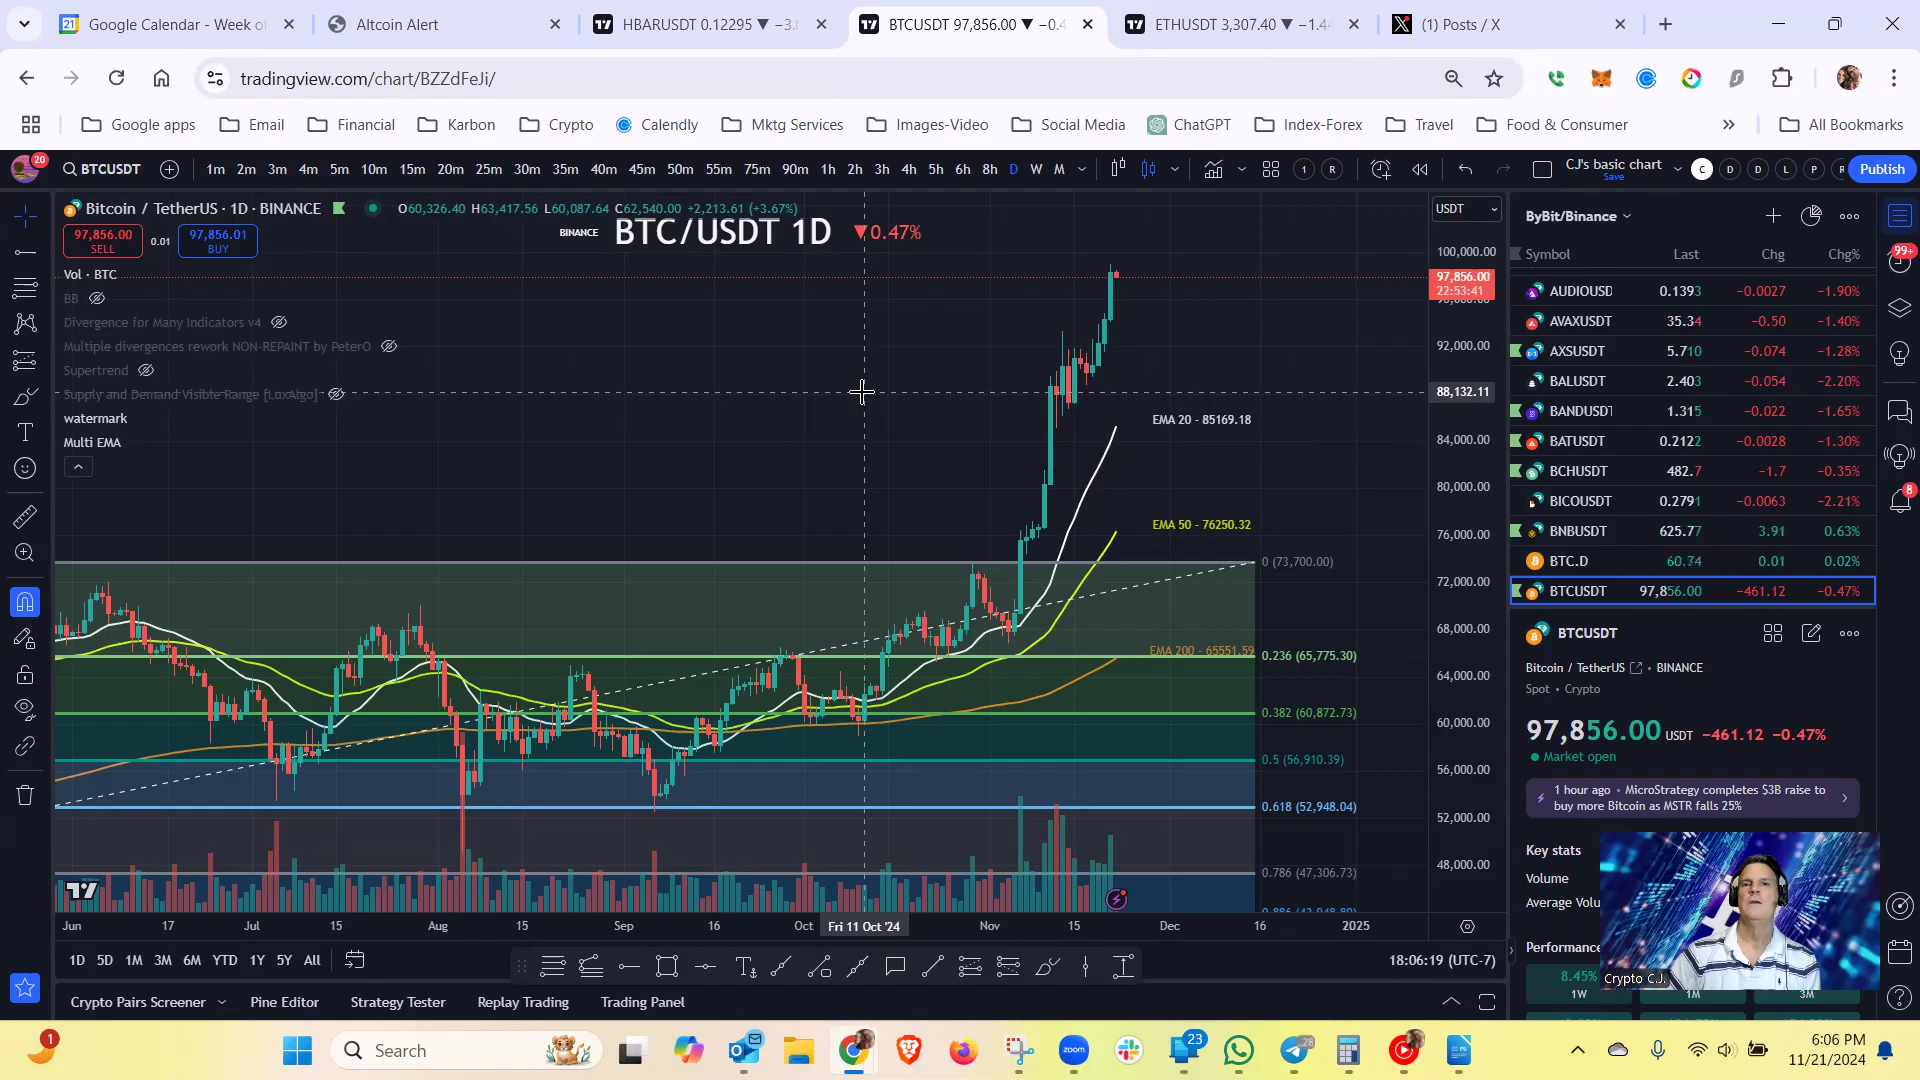 Google Calendar - Week of
Altcoin Alert
HBARUSDT 0.12295 ▼ −3.
BTCUSDT 97,856.00 ▼ −0.4
ETHUSDT 3,307.40 ▼ −1.4
(1) Posts / X
tradingview.com/chart/BZZdFeJi/
Google apps
Email
Financial
Karbon
Crypto
Calendly
Mktg Services
Images-Video
Social Media
ChatGPT
Index-Forex
Travel
Food & Consumer
»
All Bookmarks
20
BTCUSDT
1m 2m 3m 4m 5m 10m 15m 20m 25m 30m 35m 40m 45m 50m 55m 75m 90m 1h 2h 3h 4h 5h 6h 8h D W M
1 R
CJ's basic chart
Save
C D D L P R
Publish
Bitcoin / TetherUS · 1D · BINANCE
O60,326.40 H63,417.56 L60,087.64 C62,540.00 +2,213.61 (+3.67%)
97,856.00
SELL
0.01
97,856.01
BUY
BINANCE BTC/USDT 1D ▼0.47%
Vol · BTC
BB
Divergence for Many Indicators v4
Multiple divergences rework NON-REPAINT by PeterO
Supertrend
Supply and Demand Visible Range [LuxAlgo]
watermark
Multi EMA
EMA 20 - 85169.18
EMA 50 - 76250.32
EMA 200 - 65551.59
0 (73,700.00)
0.236 (65,775.30)
0.382 (60,872.73)
0.5 (56,910.39)
0.618 (52,948.04)
0.786 (47,306.73)
USDT
100,000.00
97,856.00
22:53:41
92,000.00
88,132.11
84,000.00
80,000.00
76,000.00
72,000.00
68,000.00
64,000.00
60,000.00
56,000.00
52,000.00
48,000.00
Jun 17 Jul 15 Aug 15 Sep 16 Oct Fri 11 Oct '24 Nov 15 Dec 16 2025
1D 5D 1M 3M 6M YTD 1Y 5Y All
18:06:19 (UTC-7)
Crypto Pairs Screener
Pine Editor
Strategy Tester
Replay Trading
Trading Panel
ByBit/Binance
Symbol Last Chg Chg%
AUDIOUSD 0.1393 −0.0027 −1.90%
AVAXUSDT 35.34 −0.50 −1.40%
AXSUSDT 5.710 −0.074 −1.28%
BALUSDT 2.403 −0.054 −2.20%
BANDUSDT 1.315 −0.022 −1.65%
BATUSDT 0.2122 −0.0028 −1.30%
BCHUSDT 482.7 −1.7 −0.35%
BICOUSDT 0.2791 −0.0063 −2.21%
BNBUSDT 625.77 3.91 0.63%
BTC.D 60.74 0.01 0.02%
BTCUSDT 97,856.00 −461.12 −0.47%
BTCUSDT
Bitcoin / TetherUS • BINANCE
Spot • Crypto
97,856.00 USDT −461.12 −0.47%
Market open
1 hour ago • MicroStrategy completes $3B raise to
buy more Bitcoin as MSTR falls 25%
Key stats
Volume
Average Volu
Performance
8.45%
1W
1M
3M
Crypto C.J.
99+
8
1
Search
23
28
zoom
6:06 PM
11/21/2024